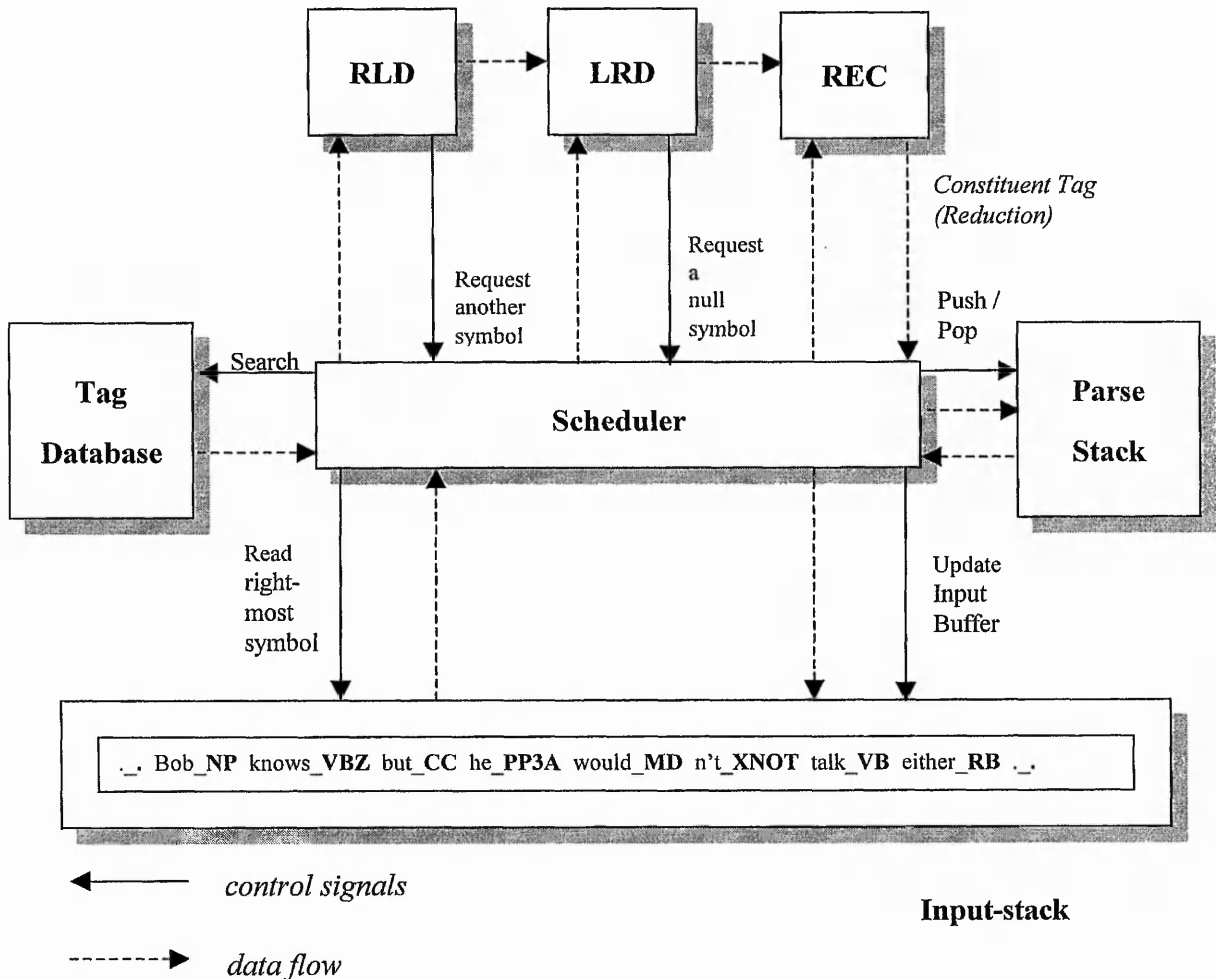 RLD
LRD
REC
Constituent Tag
(Reduction)
Request
another
symbol
Request
a
null
symbol
Push /
Pop
Search
Tag
Database
Scheduler
Parse
Stack
Read
right-
most
symbol
Update
Input
Buffer
._. Bob_NP knows_VBZ but_CC he_PP3A would_MD n't_XNOT talk_VB either_RB ._.
control signals
Input-stack
data flow